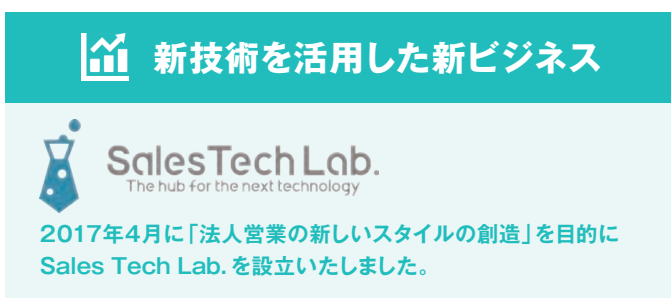 新技術を活用した新ビジネス
Sales Tech Lab.
The hub for the next technology
2017年4月に「法人営業の新しいスタイルの創造」を目的に
Sales Tech Lab. を設立いたしました。